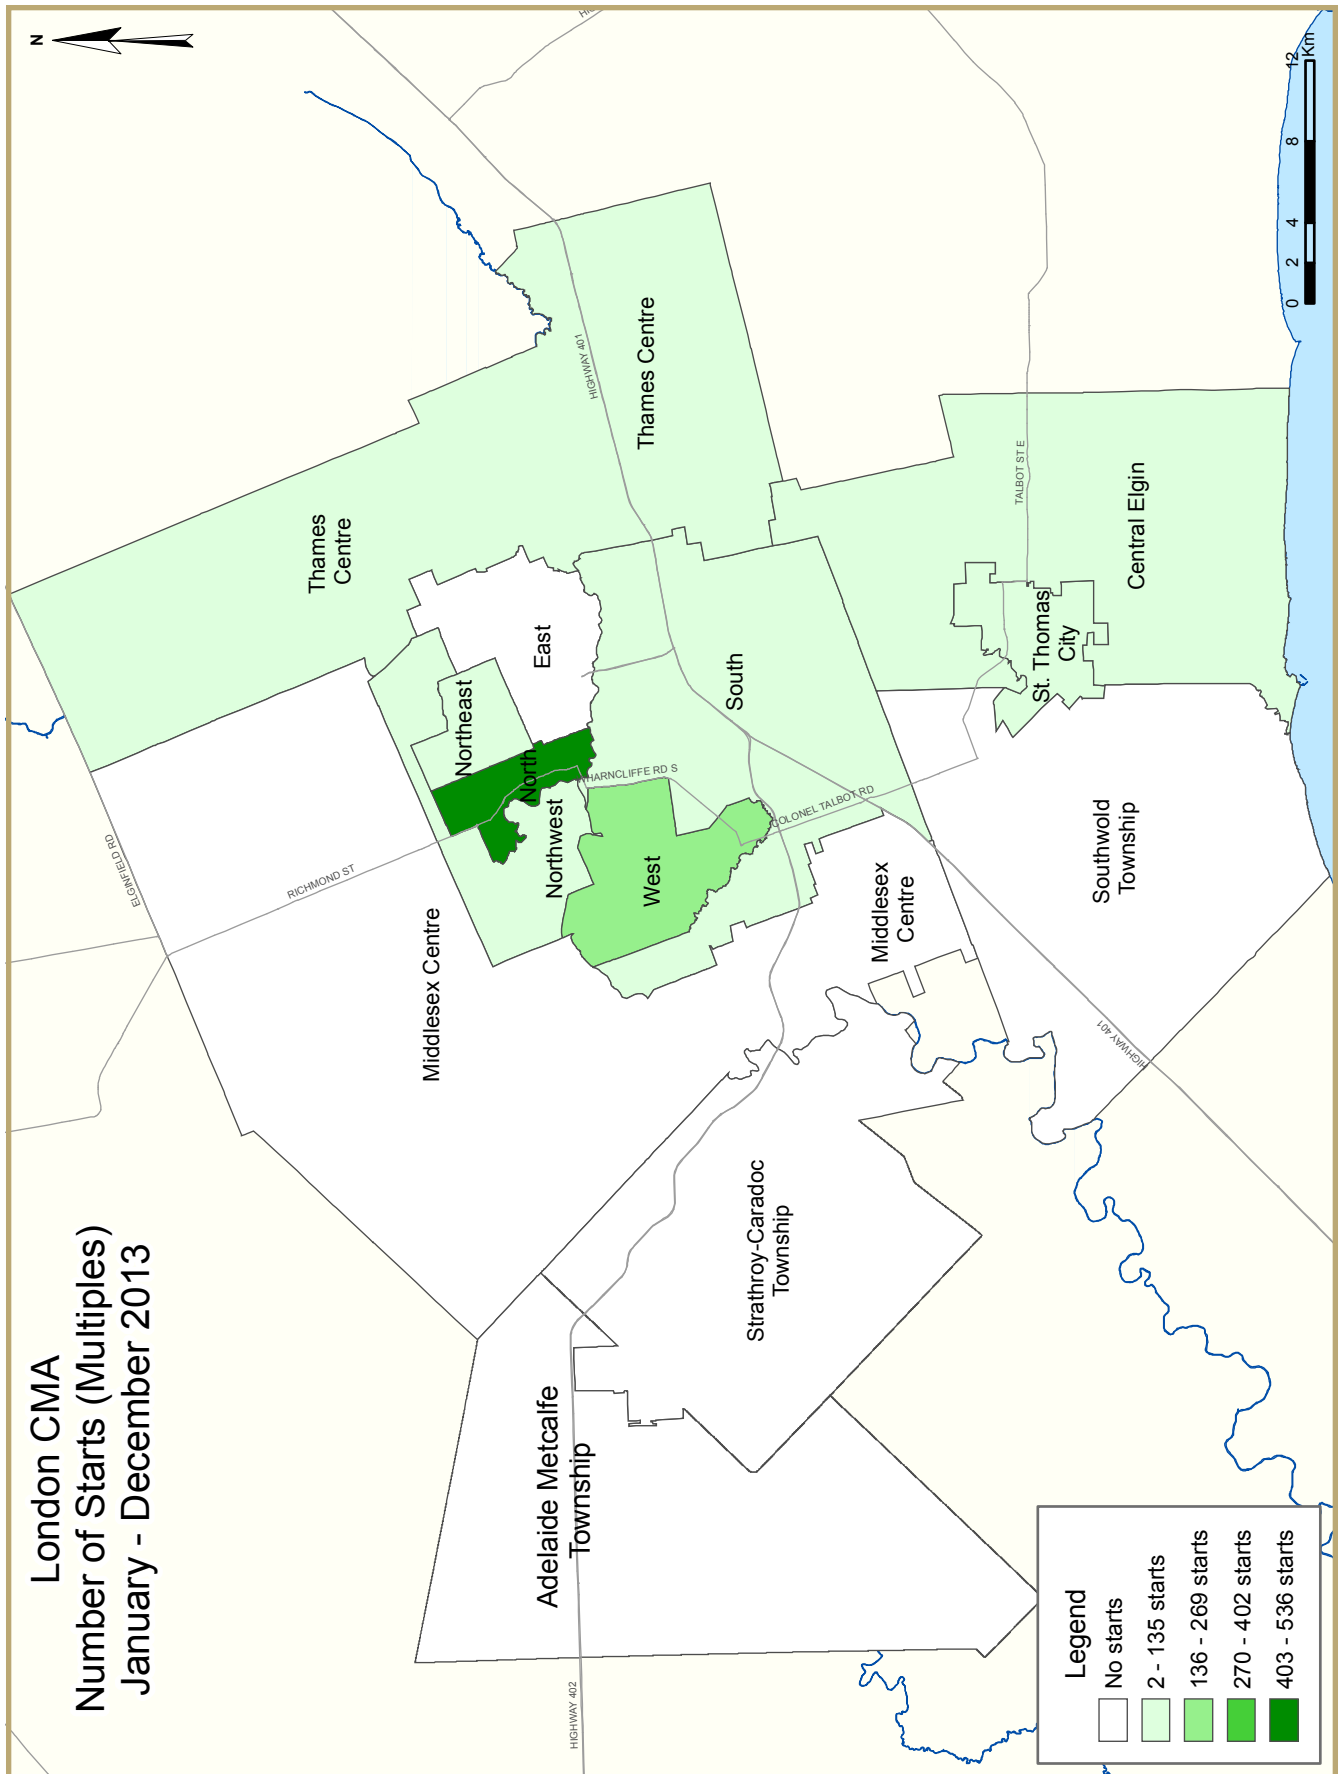 London CMA
Number of Starts (Multiples)
January - December 2013
N
ELGINFIELD RD
RICHMOND ST
Thames
Centre
Middlesex Centre
Northeast
East
North
Northwest
WHARNCLIFFE RD S
West
South
HIGHWAY 401
Thames Centre
COLONEL TALBOT RD
Middlesex
Centre
Adelaide Metcalfe
Township
HIGHWAY 402
Strathroy-Caradoc
Township
HIGHWAY 401
Southwold
Township
St. Thomas
City
TALBOT ST E
Central Elgin
Legend
No starts
2 - 135 starts
136 - 269 starts
270 - 402 starts
403 - 536 starts
0 2 4 8 12
Km